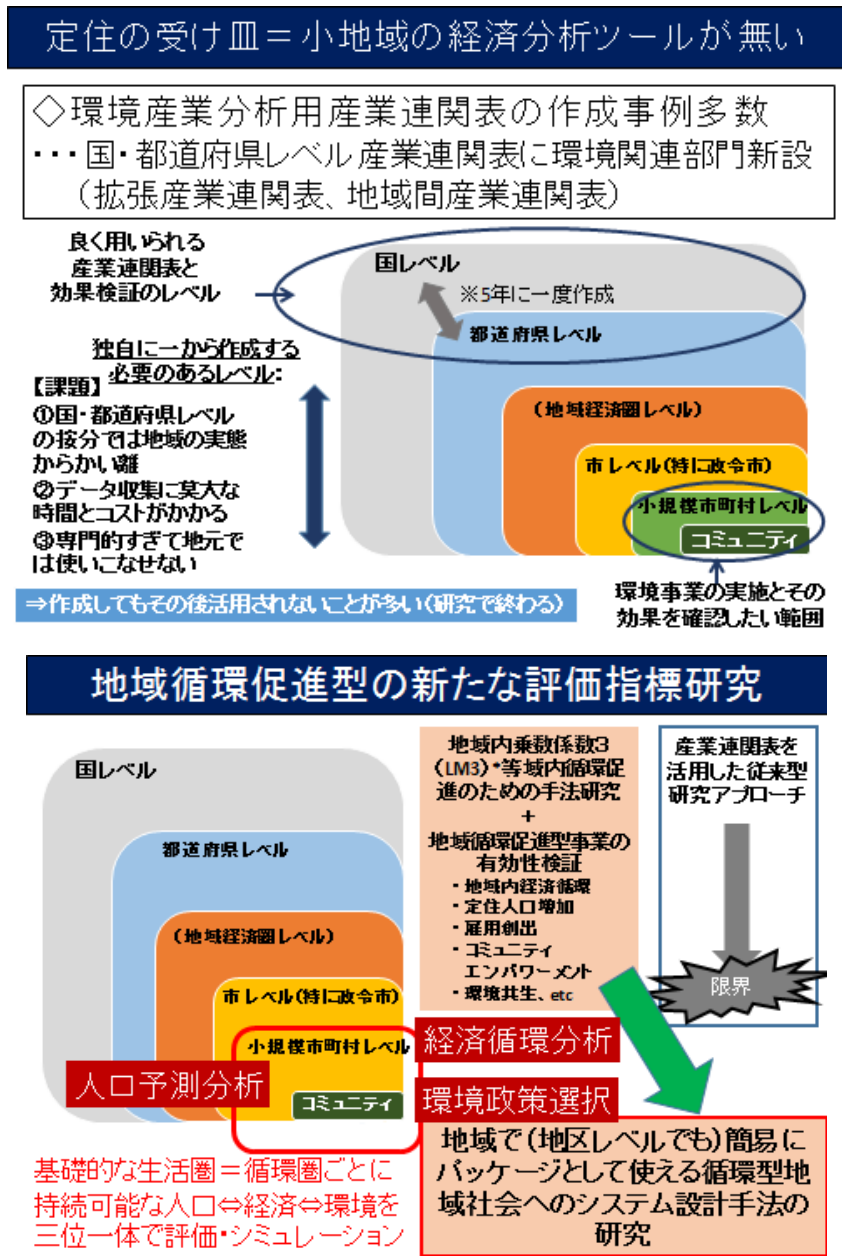 定住の受け皿＝小地域の経済分析ツールが無い
◇環境産業分析用産業連関表の作成事例多数
・・・国・都道府県レベル産業連関表に環境関連部門新設
（拡張産業連関表、地域間産業連関表）
良く用いられる
産業連関表と
効果検証のレベル
国レベル
※5年に一度作成
都道府県レベル
（地域経済圏レベル）
市レベル（特に政令市）
小規模市町村レベル
コミュニティ
独自に一から作成する
必要のあるレベル：
【課題】
①国・都道府県レベル
の按分では地域の実態
からかい離
②データ収集に莫大な
時間とコストがかかる
③専門的すぎて地元で
は使いこなせない
⇒作成してもその後活用されないことが多い（研究で終わる）
環境事業の実施とその
効果を確認したい範囲
地域循環促進型の新たな評価指標研究
国レベル
都道府県レベル
（地域経済圏レベル）
市レベル（特に政令市）
小規模市町村レベル
コミュニティ
人口予測分析
経済循環分析
環境政策選択
地域内乗数係数3
（LM3）*等域内循環促
進のための手法研究
+
地域循環促進型事業の
有効性検証
・地域内経済循環
・定住人口増加
・雇用創出
・コミュニティ
エンパワーメント
・環境共生、etc
産業連関表を
活用した従来型
研究アプローチ
限界
基礎的な生活圏＝循環圏ごとに
持続可能な人口⇔経済⇔環境を
三位一体で評価・シミュレーション
地域で（地区レベルでも）簡易に
パッケージとして使える循環型地
域社会へのシステム設計手法の
研究